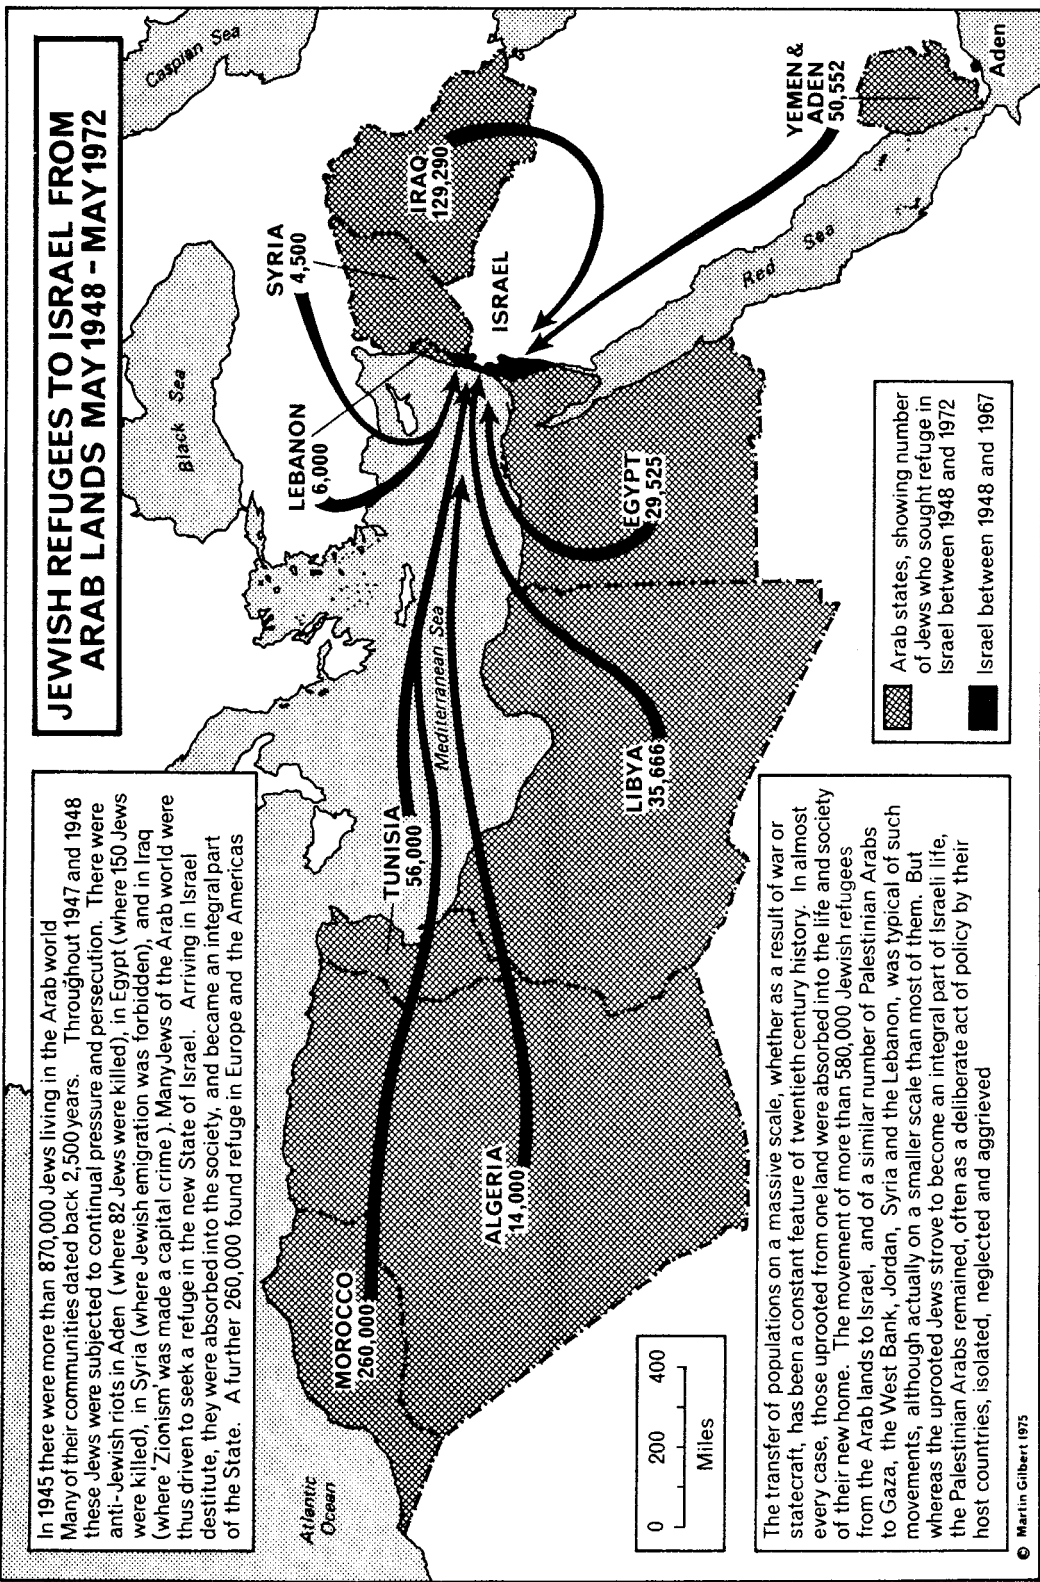 JEWISH REFUGEES TO ISRAEL FROM
ARAB LANDS MAY 1948 – MAY 1972
In 1945 there were more than 870,000 Jews living in the Arab world
Many of their communities dated back 2,500 years. Throughout 1947 and 1948
these Jews were subjected to continual pressure and persecution. There were
anti-Jewish riots in Aden (where 82 Jews were killed), in Egypt (where 150 Jews
were killed), in Syria (where Jewish emigration was forbidden), and in Iraq
(where 'Zionism' was made a capital crime). Many Jews of the Arab world were
thus driven to seek a refuge in the new State of Israel. Arriving in Israel
destitute, they were absorbed into the society, and became an integral part
of the State. A further 260,000 found refuge in Europe and the Americas
Caspian Sea
Black Sea
SYRIA
4,500
LEBANON
6,000
IRAQ
129,290
ISRAEL
YEMEN &
ADEN
50,552
Aden
Red Sea
Mediterranean Sea
EGYPT
29,525
LIBYA
35,666
TUNISIA
56,000
ALGERIA
14,000
MOROCCO
260,000
Atlantic
Ocean
0 200 400
Miles
Arab states, showing number
of Jews who sought refuge in
Israel between 1948 and 1972
Israel between 1948 and 1967
The transfer of populations on a massive scale, whether as a result of war or
statecraft, has been a constant feature of twentieth century history. In almost
every case, those uprooted from one land were absorbed into the life and society
of their new home. The movement of more than 580,000 Jewish refugees
from the Arab lands to Israel, and of a similar number of Palestinian Arabs
to Gaza, the West Bank, Jordan, Syria and the Lebanon, was typical of such
movements, although actually on a smaller scale than most of them. But
whereas the uprooted Jews strove to become an integral part of Israeli life,
the Palestinian Arabs remained, often as a deliberate act of policy by their
host countries, isolated, neglected and aggrieved
© Martin Gilbert 1975